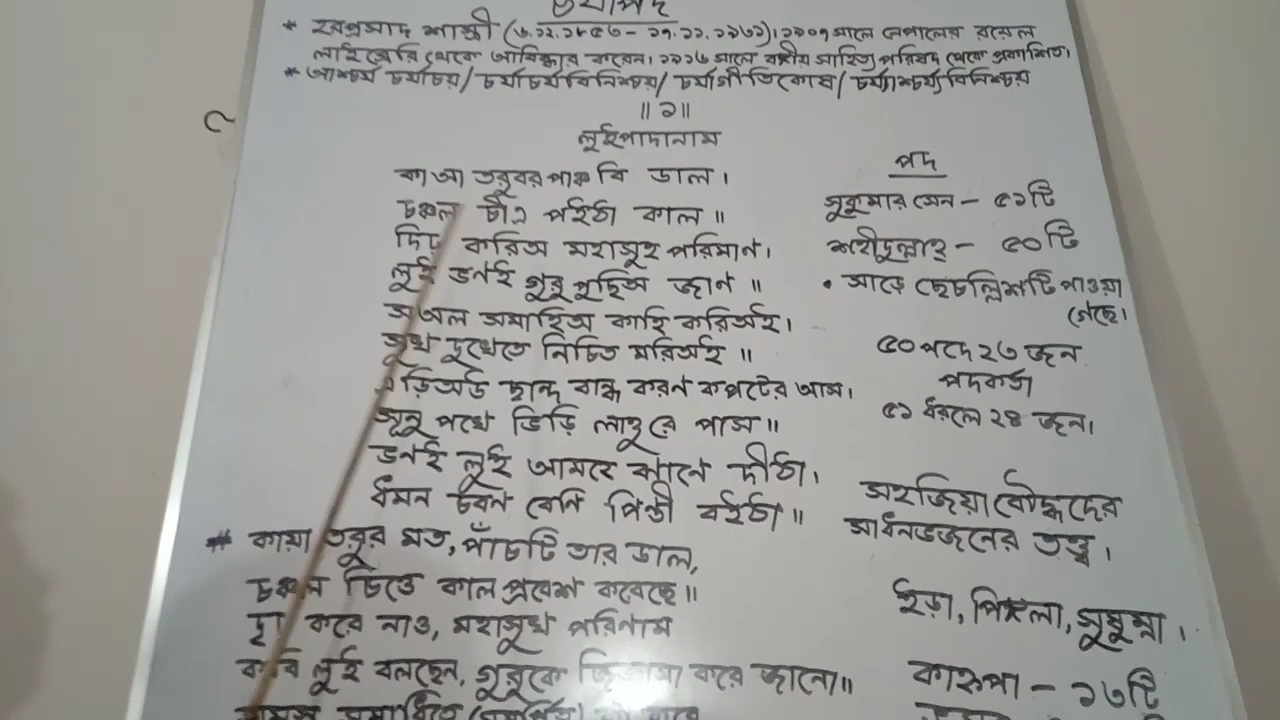 চর্যাপদ
* হরপ্রসাদ শাস্ত্রী (৬.১২.১৮৫৩ - ১৭.১১.১৯৩১)। ১৯০৭ সালে নেপালের রয়েল
লাইব্রেরি থেকে আবিষ্কার করেন। ১৯১৬ সালে বঙ্গীয় সাহিত্য পরিষদ থেকে প্রকাশিত।
* আশ্চর্য চর্যাচয়/ চর্যাচর্যবিনিশ্চয়/ চর্যাগীতিকোষ/ চর্য্যাশ্চর্য্যবিনিশ্চয়
॥১॥
লুইপাদানাম
কাআ তরুবর পাঞ্চ বি ডাল।
চঞ্চল চীএ পইঠা কাল॥
দিঢ় করিঅ মহাসুহ পরিমাণ।
লুই ভণই গুরু পুছিঅ জাণ॥
সঅল সমাহিঅ কাহি করিঅই।
সুখ দুখেতে নিচিত মরিঅই॥
এড়িঅউ ছান্দ বান্ধ করণ কপটের আস।
সুনু পখে ভিড়ি লাহুরে পাস॥
ভণই লুই আমহে ঝাণে দীঠা।
ধমন চবণ বেণি পিণ্ডী বইঠা॥
পদ
সুকুমার সেন - ৫১টি
শহীদুল্লাহ্ - ৫০টি
• সাড়ে ছেচল্লিশটি পাওয়া
গেছে।
৫০ পদে ২৩ জন
পদকর্তা
৫১ ধরলে ২৪ জন।
সহজিয়া বৌদ্ধদের
সাধনভজনের তত্ত্ব।
ইড়া, পিঙ্গলা, সুষুম্না।
কাহ্নপা - ১৩টি
* কায়া তরুর মত, পাঁচটি তার ডাল,
চঞ্চল চিত্তে কাল প্রবেশ করেছে॥
দৃঢ় করে নাও, মহাসুখ পরিণাম
কবি লুই বলছেন, গুরুকে জিজ্ঞাসা করে জানো॥